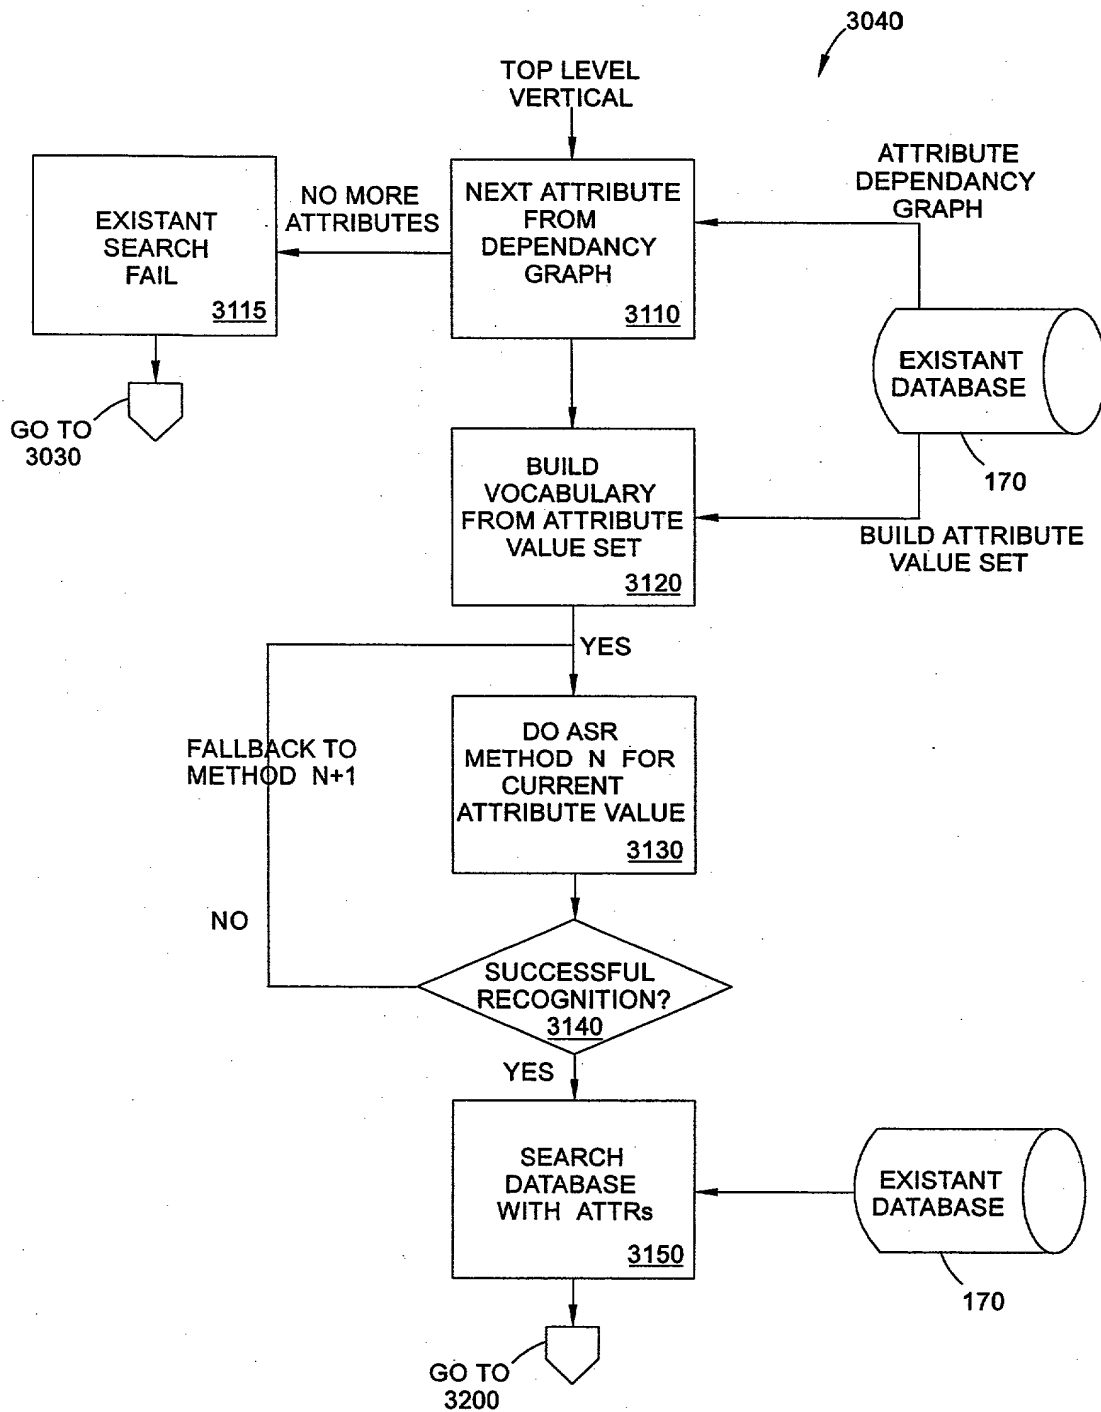 3040
TOP LEVEL
VERTICAL
ATTRIBUTE
DEPENDANCY
GRAPH
NO MORE
ATTRIBUTES
EXISTANT
SEARCH
FAIL
3115
NEXT ATTRIBUTE
FROM
DEPENDANCY
GRAPH
3110
EXISTANT
DATABASE
170
GO TO
3030
BUILD
VOCABULARY
FROM ATTRIBUTE
VALUE SET
3120
BUILD ATTRIBUTE
VALUE SET
YES
FALLBACK TO
METHOD N+1
DO ASR
METHOD N FOR
CURRENT
ATTRIBUTE VALUE
3130
NO
SUCCESSFUL
RECOGNITION?
3140
YES
SEARCH
DATABASE
WITH ATTRs
3150
EXISTANT
DATABASE
170
GO TO
3200